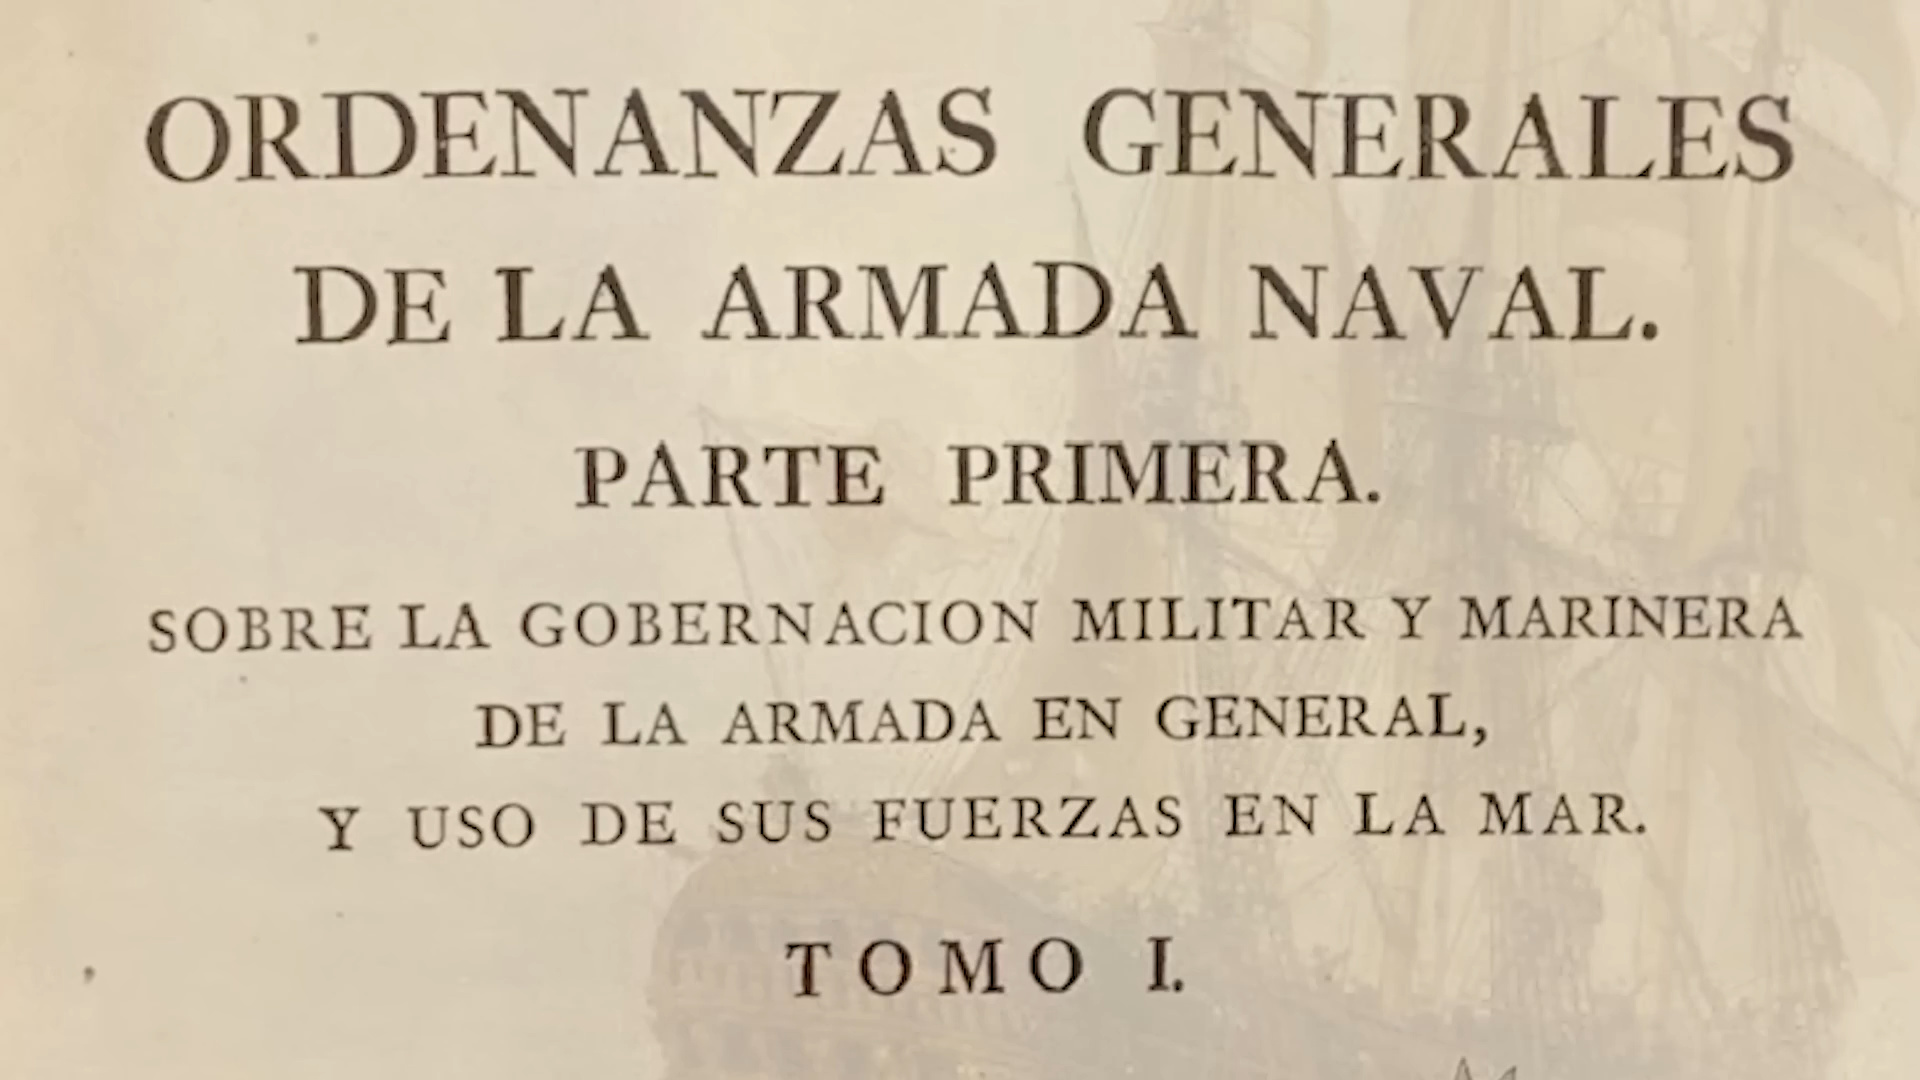 ORDENANZAS GENERALES
DE LA ARMADA NAVAL.
PARTE PRIMERA.
SOBRE LA GOBERNACION MILITAR Y MARINERA
DE LA ARMADA EN GENERAL,
Y USO DE SUS FUERZAS EN LA MAR.
TOMO I.